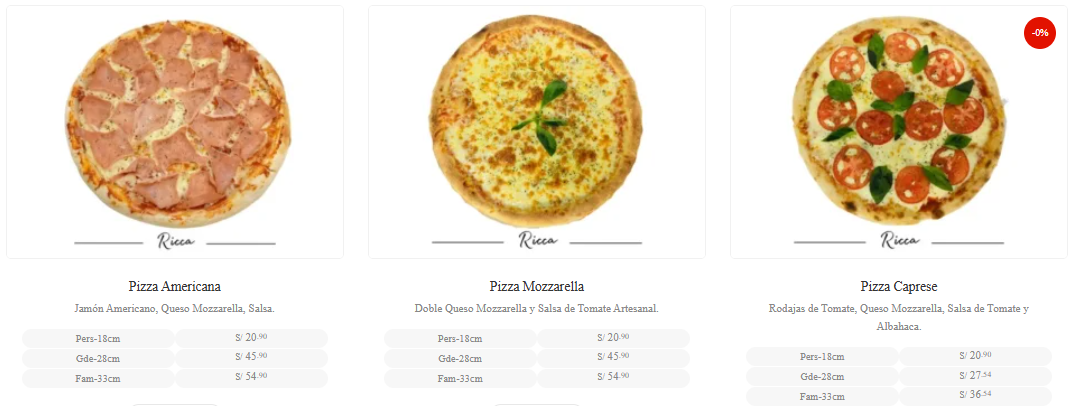 Ricca
Pizza Americana
Jamón Americano, Queso Mozzarella, Salsa.
Pers-18cm S/ 20.90
Gde-28cm S/ 45.90
Fam-33cm S/ 54.90
Ricca
Pizza Mozzarella
Doble Queso Mozzarella y Salsa de Tomate Artesanal.
Pers-18cm S/ 20.90
Gde-28cm S/ 45.90
Fam-33cm S/ 54.90
-0%
Ricca
Pizza Caprese
Rodajas de Tomate, Queso Mozzarella, Salsa de Tomate y
Albahaca.
Pers-18cm S/ 20.90
Gde-28cm S/ 27.54
Fam-33cm S/ 36.54